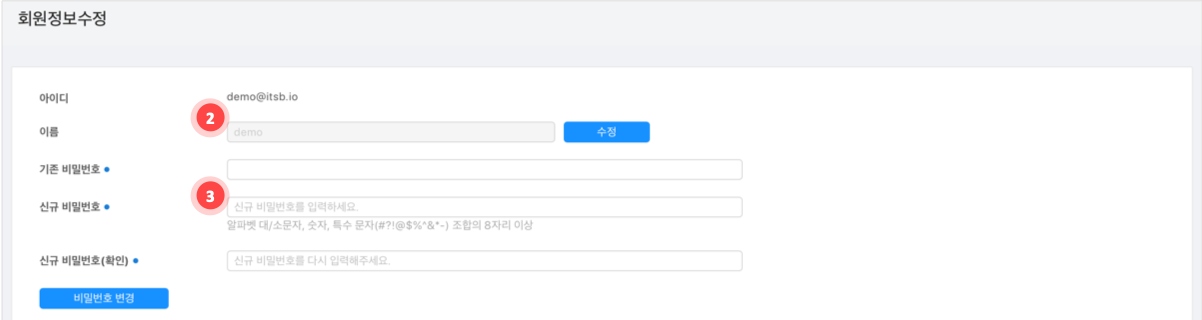 회원정보수정
아이디 demo@itsb.io
2
이름 demo 수정
기존 비밀번호
3
신규 비밀번호 신규 비밀번호를 입력하세요.
알파벳 대/소문자, 숫자, 특수 문자(#?!@$%^&*-) 조합의 8자리 이상
신규 비밀번호(확인) 신규 비밀번호를 다시 입력해주세요.
비밀번호 변경